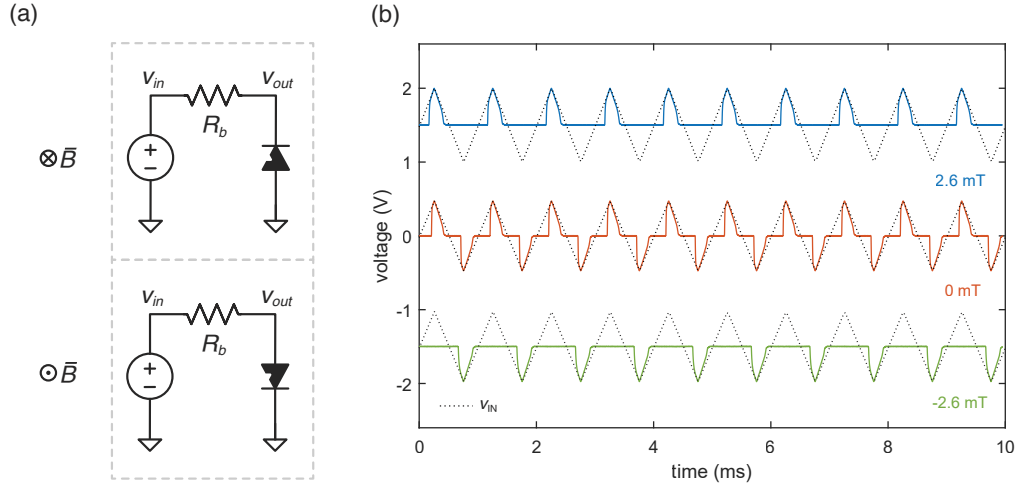 (a)
v_in
v_out
R_b
⊗ B̄
v_in
v_out
R_b
⊙ B̄
(b)
voltage (V)
2
1
0
-1
-2
2.6 mT
0 mT
-2.6 mT
v_IN
0
2
4
6
8
10
time (ms)